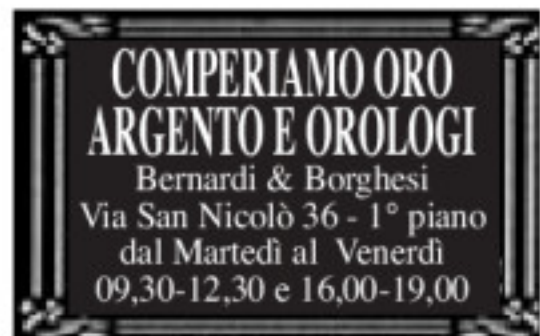 COMPERIAMO ORO
ARGENTO E OROLOGI
Bernardi & Borghesi
Via San Nicolò 36 - 1° piano
dal Martedì al Venerdì
09,30-12,30 e 16,00-19,00